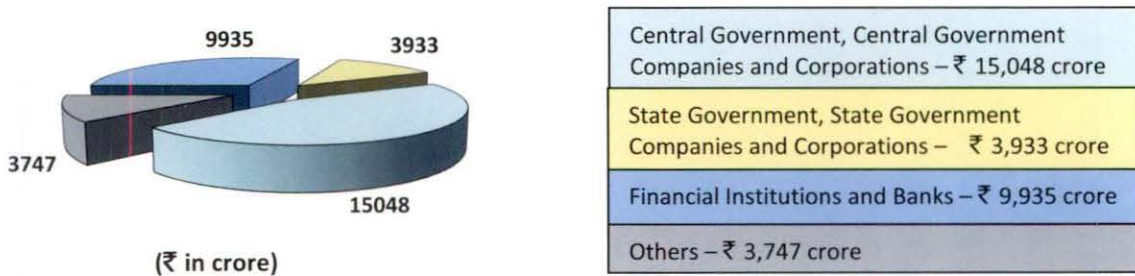 9935
3933
3747
15048
(₹ in crore)
Central Government, Central Government
Companies and Corporations – ₹ 15,048 crore
State Government, State Government
Companies and Corporations – ₹ 3,933 crore
Financial Institutions and Banks – ₹ 9,935 crore
Others – ₹ 3,747 crore